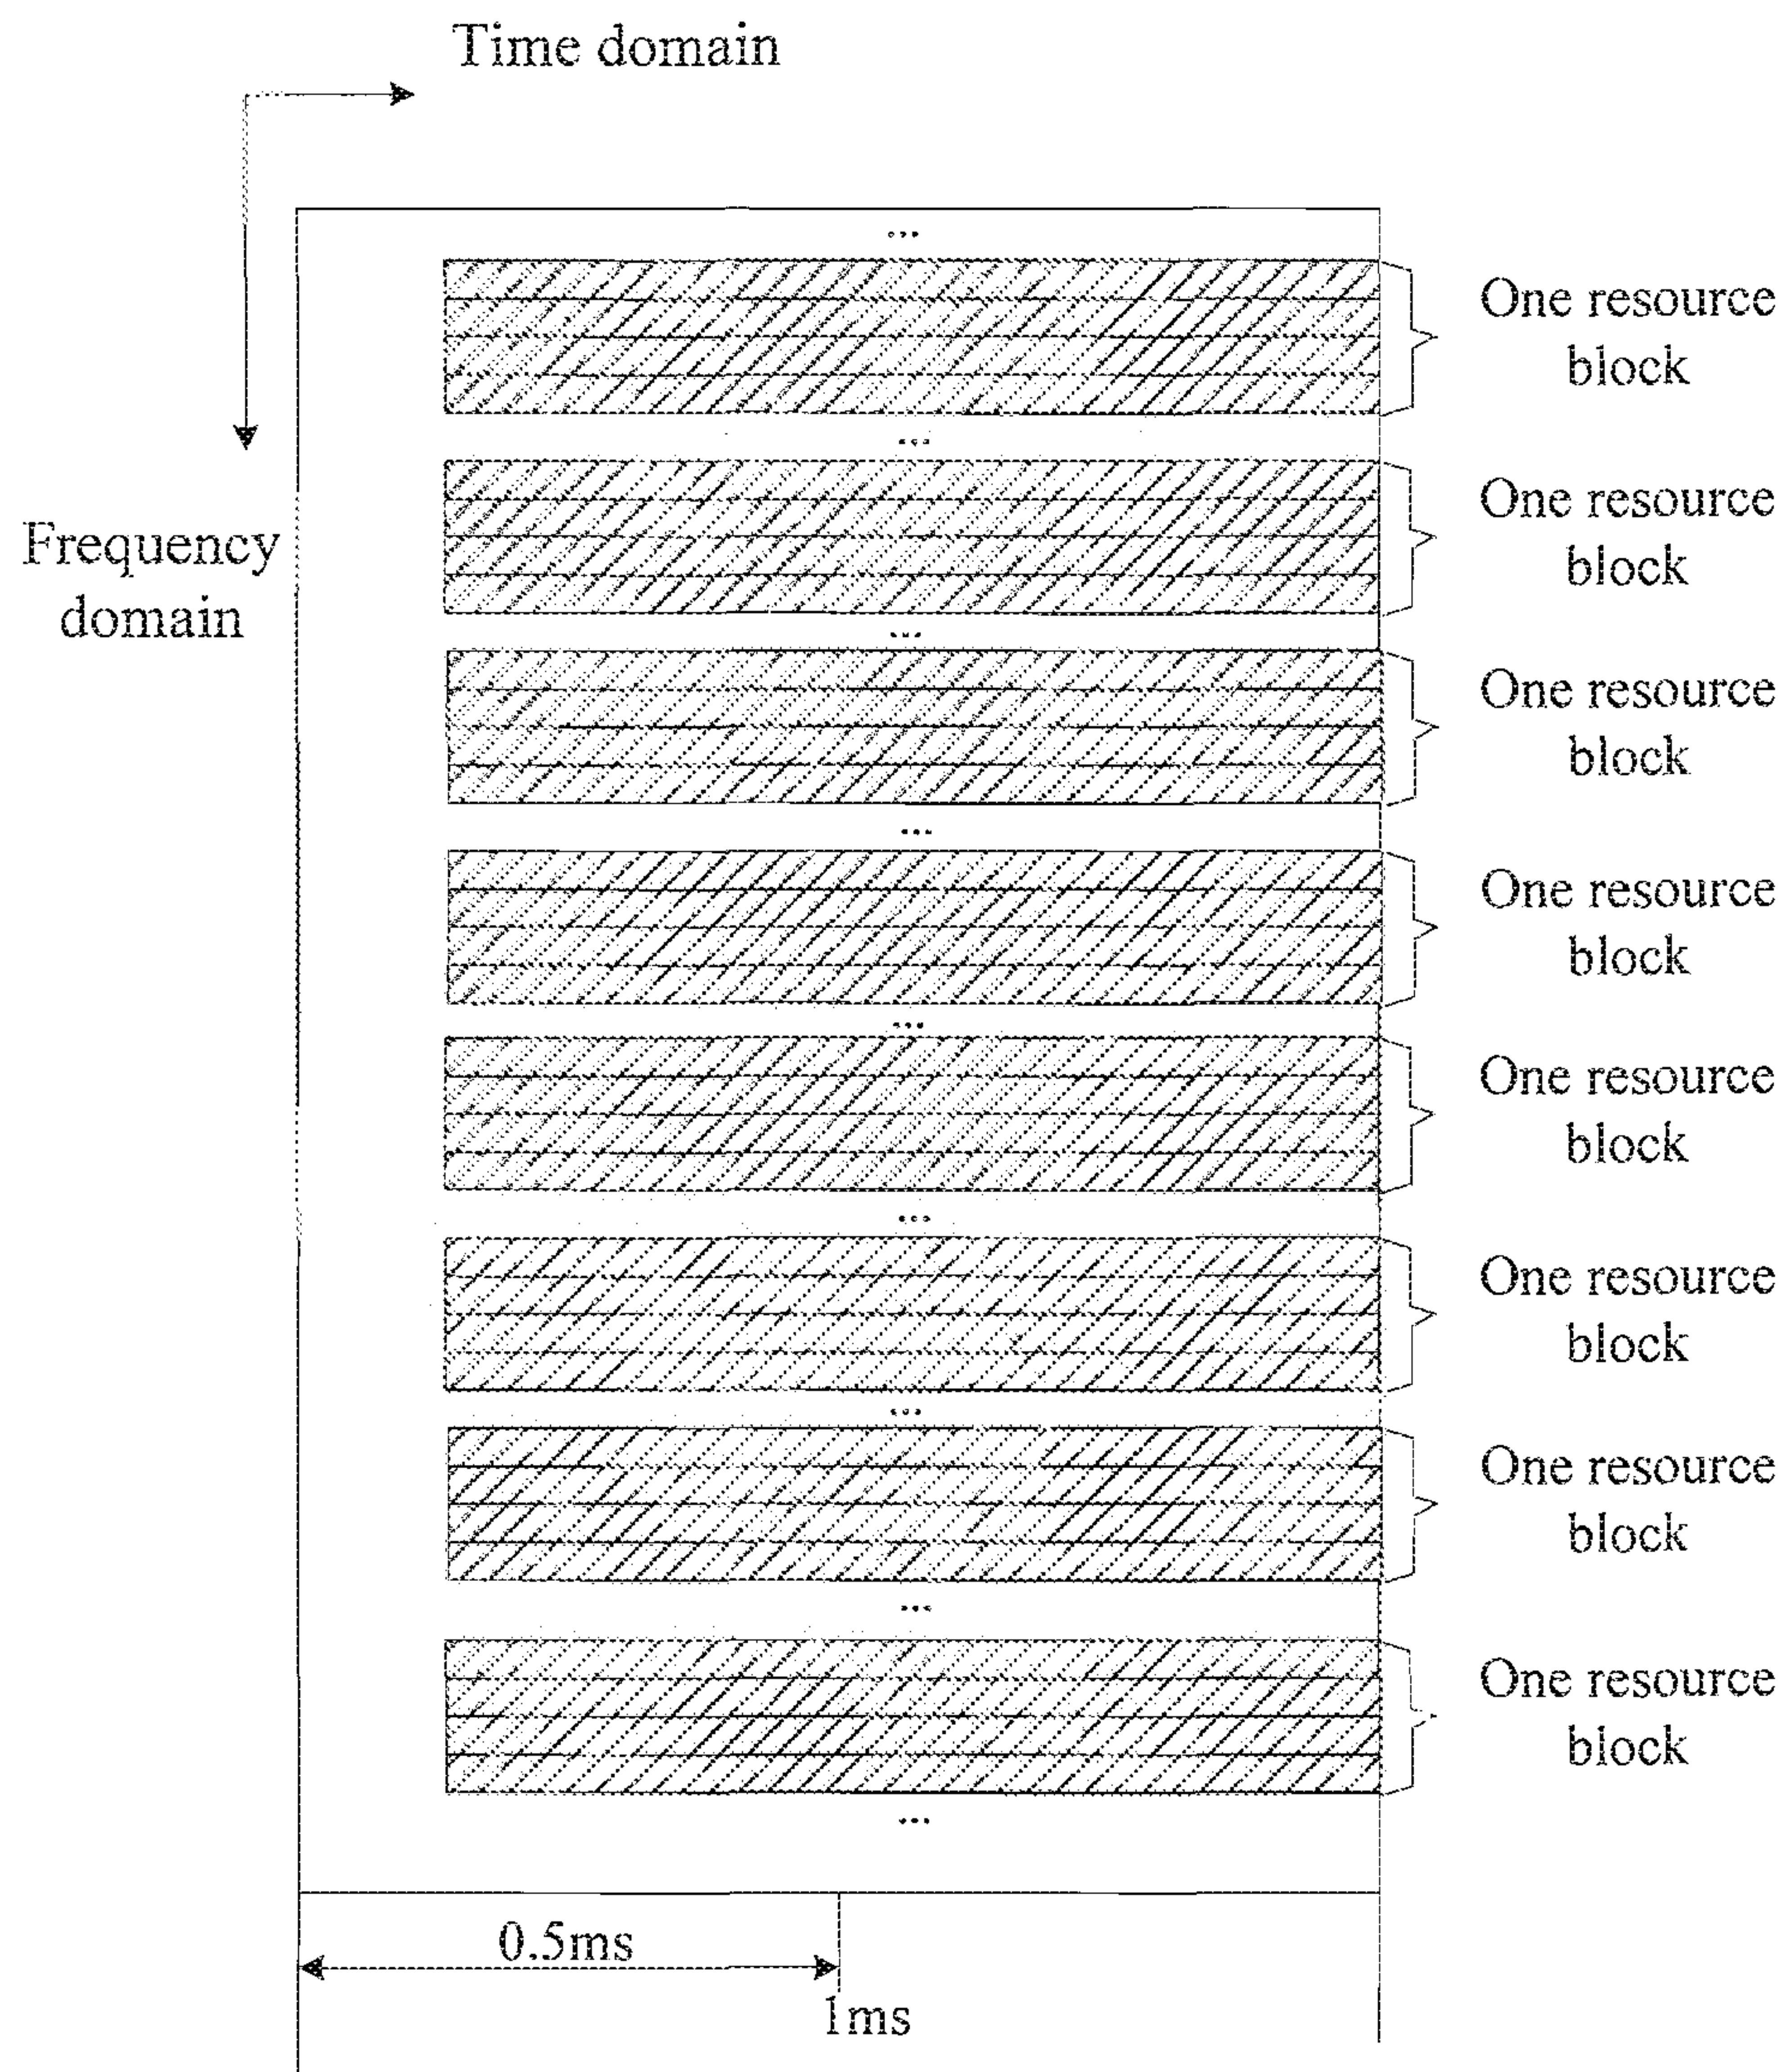 Time domain
...
One resource
block
...
One resource
block
Frequency
domain
...
One resource
block
...
One resource
block
...
One resource
block
...
One resource
block
...
One resource
block
...
One resource
block
...
0.5ms
1ms